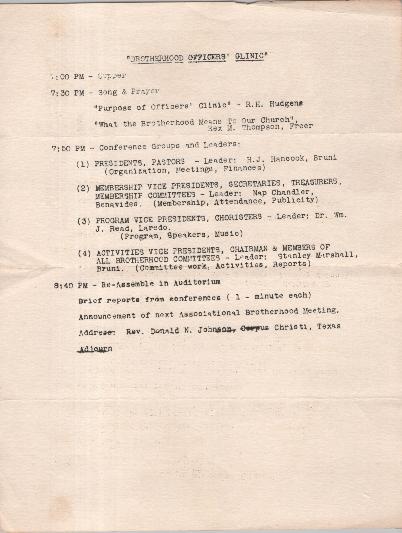 "BROTHERHOOD OFFICERS' CLINIC"
7:00 PM - Supper
7:30 PM - Song & Prayer
"Purpose of Officers' Clinic" - R.H. Hudgens
"What the Brotherhood Means To Our Church",
Rex M. Thompson, Freer
7:00 PM - Conference Groups and Leaders:
(1) PRESIDENTS, PASTORS - Leader: H.J. Hancock, Bruni
(Organization, Meetings, Finances)
(2) MEMBERSHIP VICE PRESIDENTS, SECRETARIES, TREASURERS,
MEMBERSHIP COMMITTEES - Leader: Nap Chandler,
Benavides. (Membership, Attendance, Publicity)
(3) PROGRAM VICE PRESIDENTS, CHORISTERS - Leader: Dr. Wm.
J. Read, Laredo.
(Program, Speakers, Music)
(4) ACTIVITIES VICE PRESIDENTS, CHAIRMAN & MEMBERS OF
ALL BROTHERHOOD COMMITTEES - Leader: Stanley Marshall,
Bruni. (Committee work, Activities, Reports)
8:40 PM - Re-Assemble in Auditorium
Brief reports from conferences ( 1 - minute each)
Announcement of next Associational Brotherhood Meeting.
Address: Rev. Donald N. Johnson, Corpus Christi, Texas
Adjourn